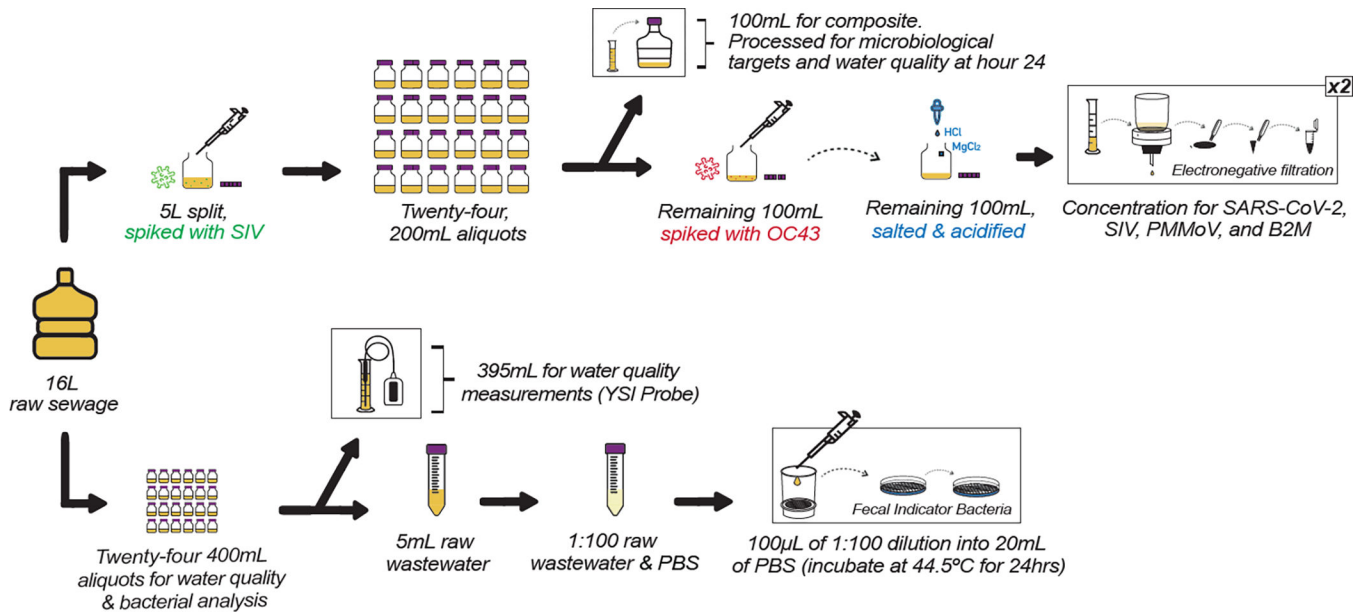 100mL for composite.
Processed for microbiological
targets and water quality at hour 24
5L split,
spiked with SIV
Twenty-four,
200mL aliquots
Remaining 100mL
spiked with OC43
HCl
MgCl₂
Remaining 100mL,
salted & acidified
x2
Electronegative filtration
Concentration for SARS-CoV-2,
SIV, PMMoV, and B2M
16L
raw sewage
395mL for water quality
measurements (YSI Probe)
Twenty-four 400mL
aliquots for water quality
& bacterial analysis
5mL raw
wastewater
1:100 raw
wastewater & PBS
Fecal Indicator Bacteria
100µL of 1:100 dilution into 20mL
of PBS (incubate at 44.5ºC for 24hrs)